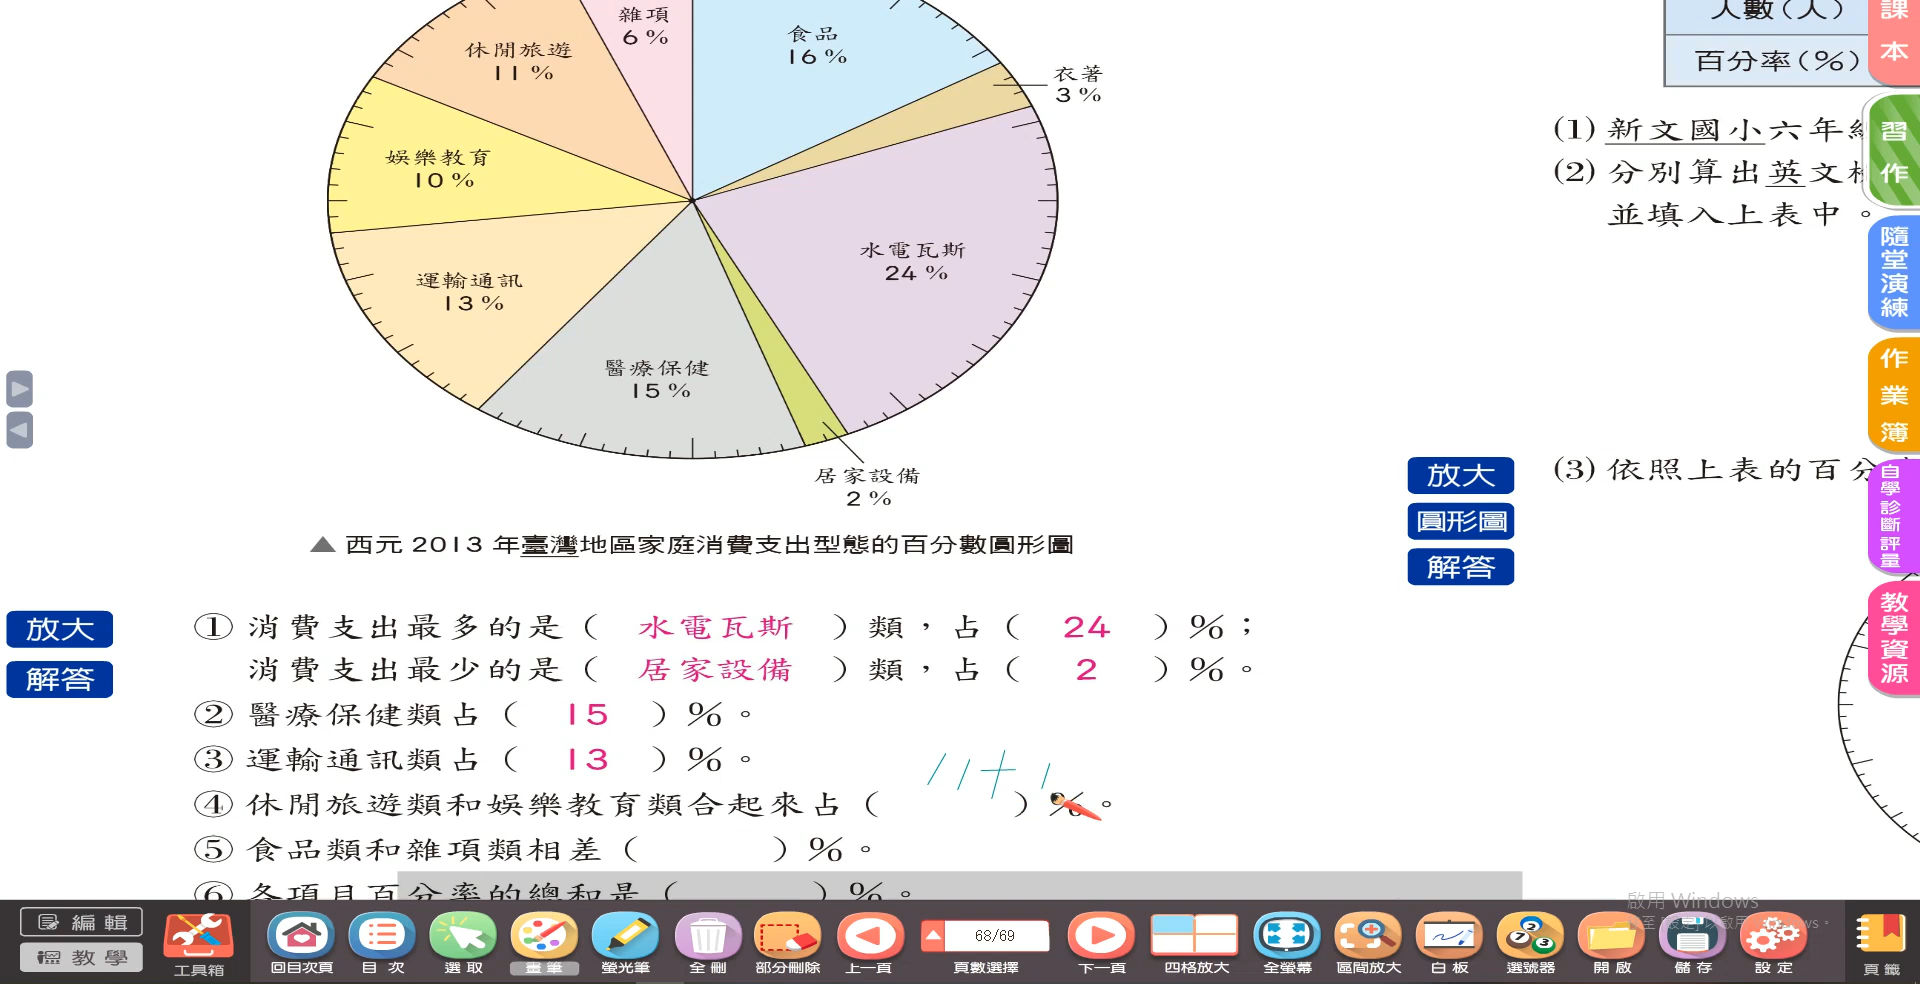 雜項
6%
食品
16%
休閒旅遊
11%
衣著
3%
娛樂教育
10%
水電瓦斯
24%
運輸通訊
13%
醫療保健
15%
居家設備
2%
▲西元 2013 年臺灣地區家庭消費支出型態的百分數圓形圖
放大
解答
① 消費支出最多的是( 水電瓦斯 )類,占( 24 )%;
消費支出最少的是( 居家設備 )類,占( 2 )%。
② 醫療保健類占( 15 )%。
③ 運輸通訊類占( 13 )%。
11+1
④ 休閒旅遊類和娛樂教育類合起來占( )%。
⑤ 食品類和雜項類相差( )%。
⑥ 各項目百分率的總和是( )%。
人數(人)
百分率(%)
(1) 新文國小六年
(2) 分別算出英文
並填入上表中。
放大
圓形圖
解答
(3) 依照上表的百分
課本
習作
隨堂演練
作業簿
自學診斷評量
教學資源
啟用 Windows
編輯
教學
工具箱
回目次頁
目次
選取
畫筆
螢光筆
全刪
部分刪除
上一頁
68/69
頁數選擇
下一頁
四格放大
全螢幕
區間放大
白板
選號器
開啟
儲存
設定
頁籤